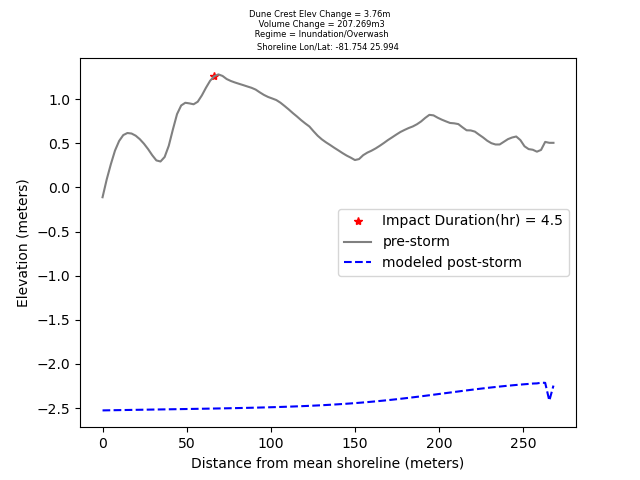 Dune Crest Elev Change = 3.76m
Volume Change = 207.269m3
Regime = Inundation/Overwash
Shoreline Lon/Lat: -81.754 25.994
1.0
0.5
0.0
−0.5
−1.0
−1.5
−2.0
−2.5
Elevation (meters)
Impact Duration(hr) = 4.5
pre-storm
modeled post-storm
0 50 100 150 200 250
Distance from mean shoreline (meters)